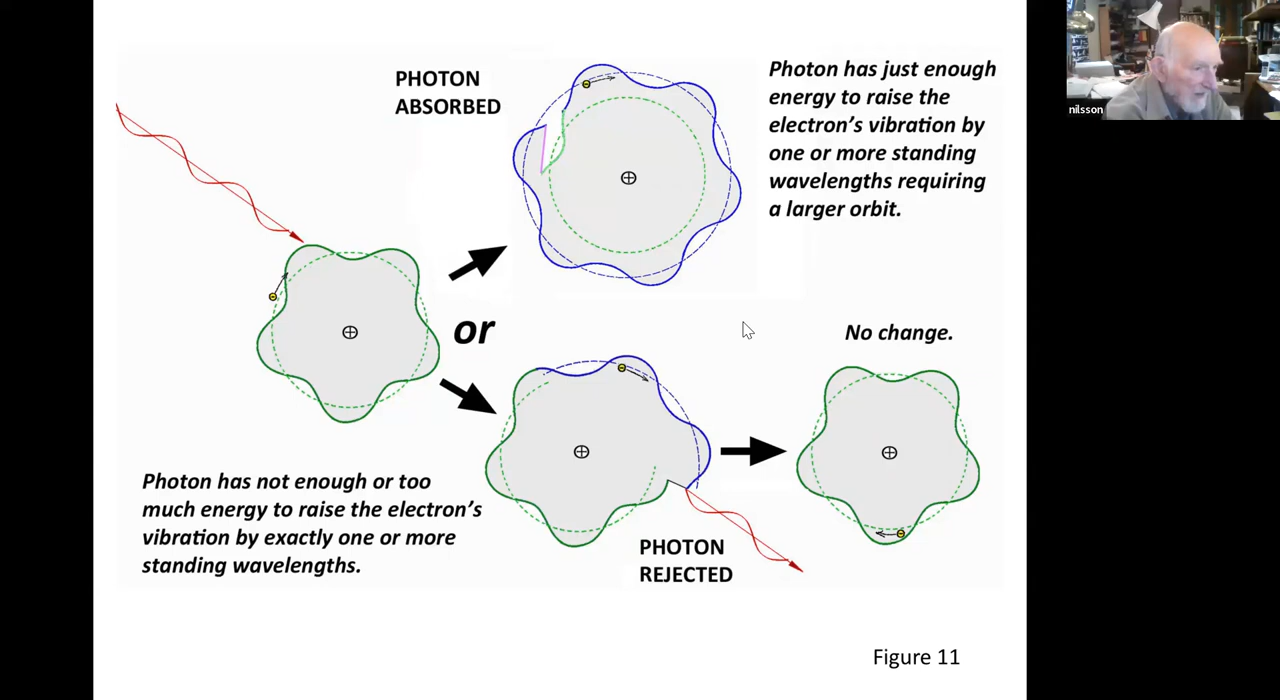 PHOTON
ABSORBED
Photon has just enough
energy to raise the
electron's vibration by
one or more standing
wavelengths requiring
a larger orbit.
nilsson
or
No change.
Photon has not enough or too
much energy to raise the electron's
vibration by exactly one or more
standing wavelengths.
PHOTON
REJECTED
Figure 11